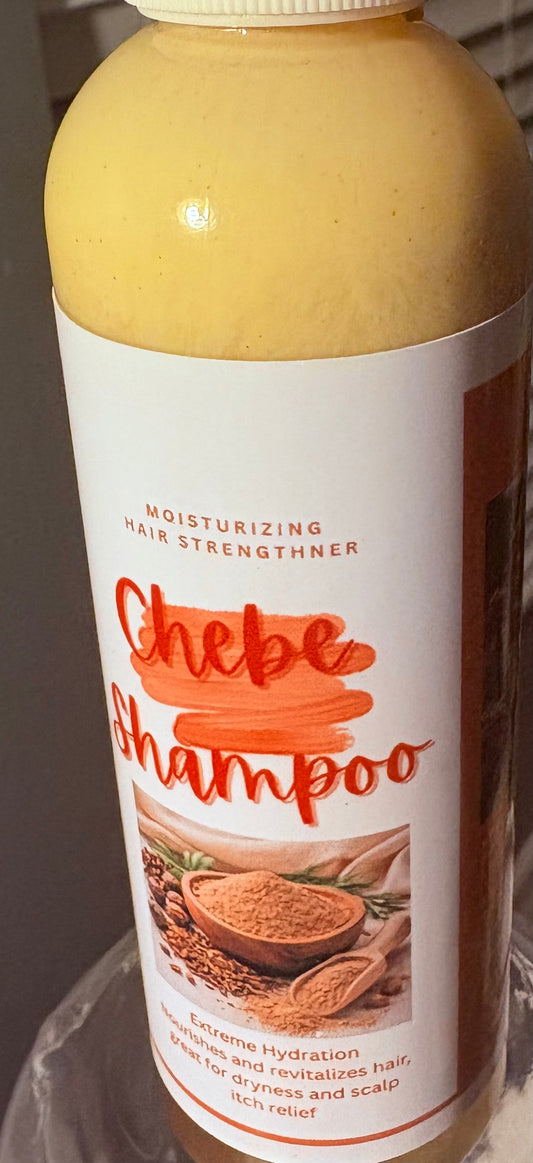 MOISTURIZING
HAIR STRENGTHNER
Chebe
Shampoo
Extreme Hydration
Nourishes and revitalizes hair,
great for dryness and scalp
itch relief